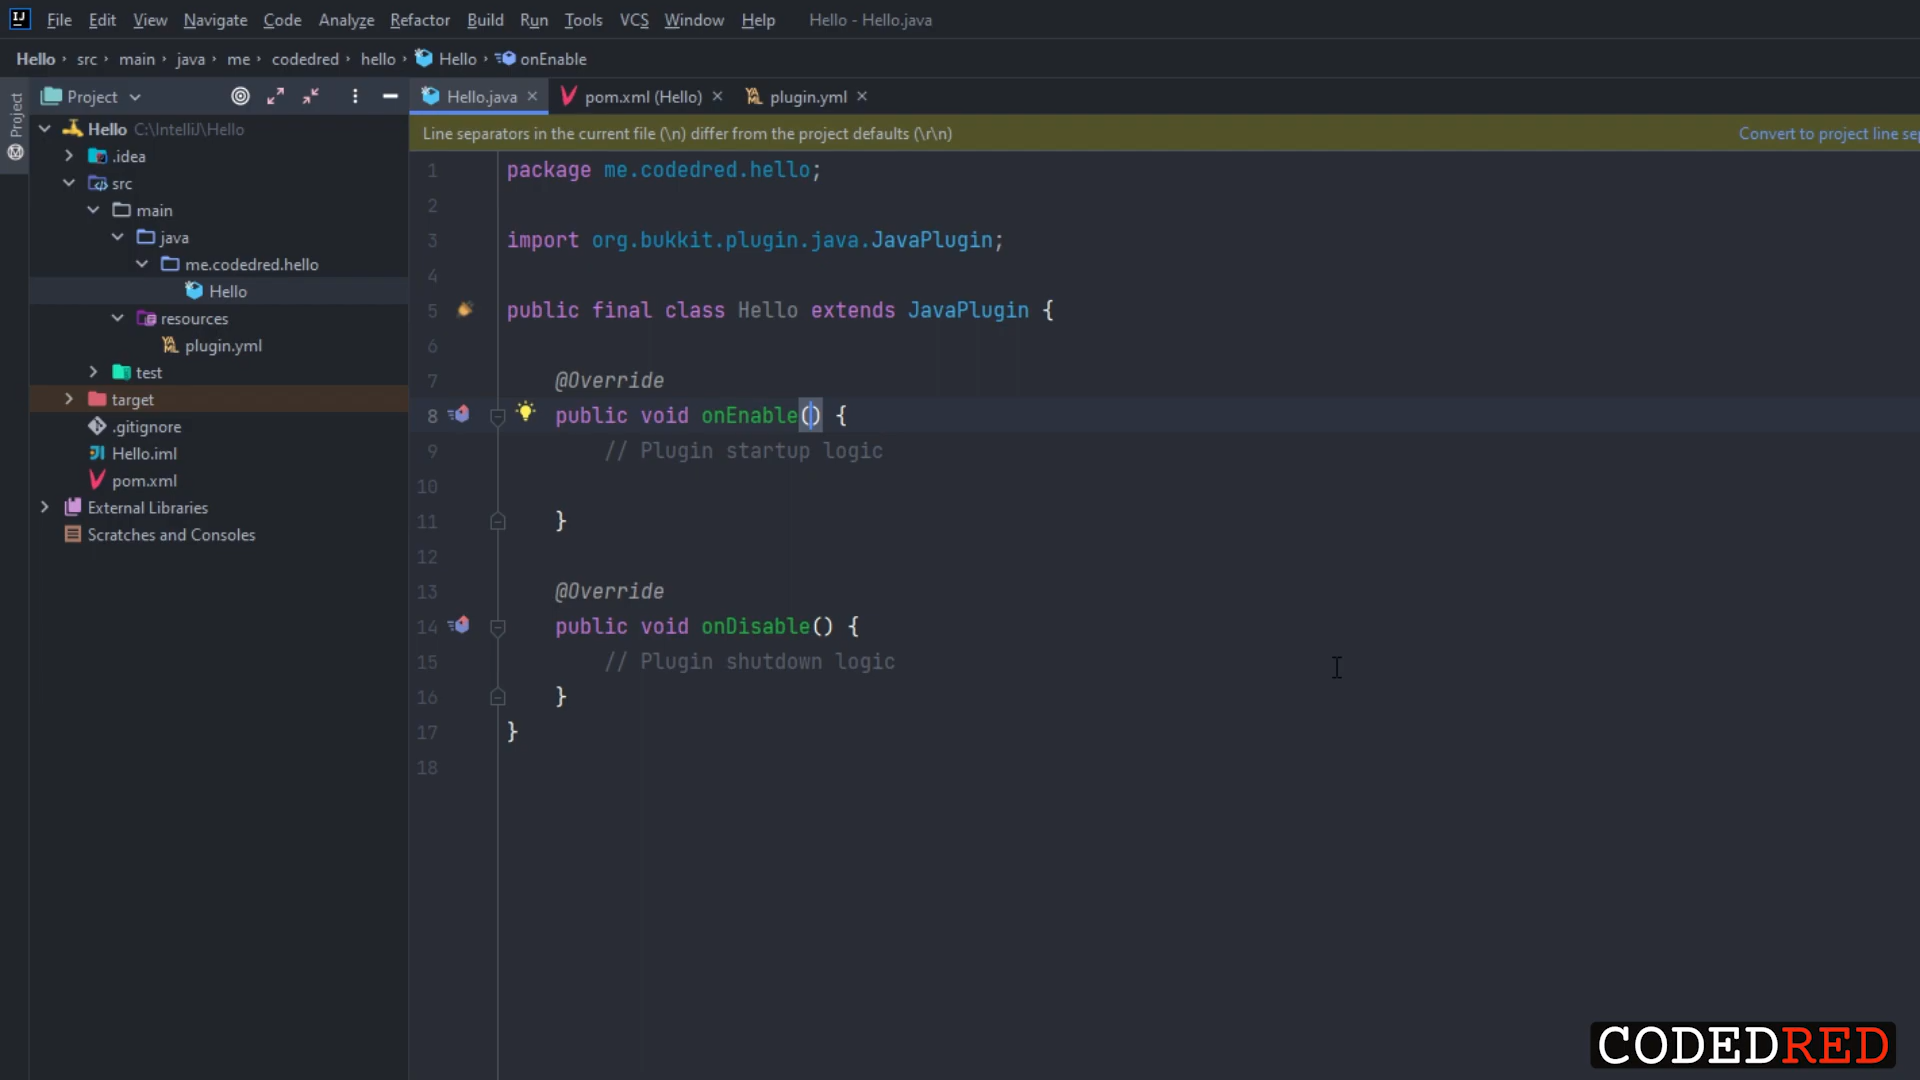 File Edit View Navigate Code Analyze Refactor Build Run Tools VCS Window Help Hello - Hello.java
Hello src main java me codedred hello Hello onEnable
Project
Project
Hello.java pom.xml (Hello) plugin.yml
Hello C:\IntelliJ\Hello
.idea
src
main
java
me.codedred.hello
Hello
resources
plugin.yml
test
target
.gitignore
Hello.iml
pom.xml
External Libraries
Scratches and Consoles
Line separators in the current file (\n) differ from the project defaults (\r\n) Convert to project line se
1 package me.codedred.hello;
2
3 import org.bukkit.plugin.java.JavaPlugin;
4
5 public final class Hello extends JavaPlugin {
6
7 @Override
8 public void onEnable() {
9 // Plugin startup logic
10
11 }
12
13 @Override
14 public void onDisable() {
15 // Plugin shutdown logic
16 }
17 }
18
CODEDRED